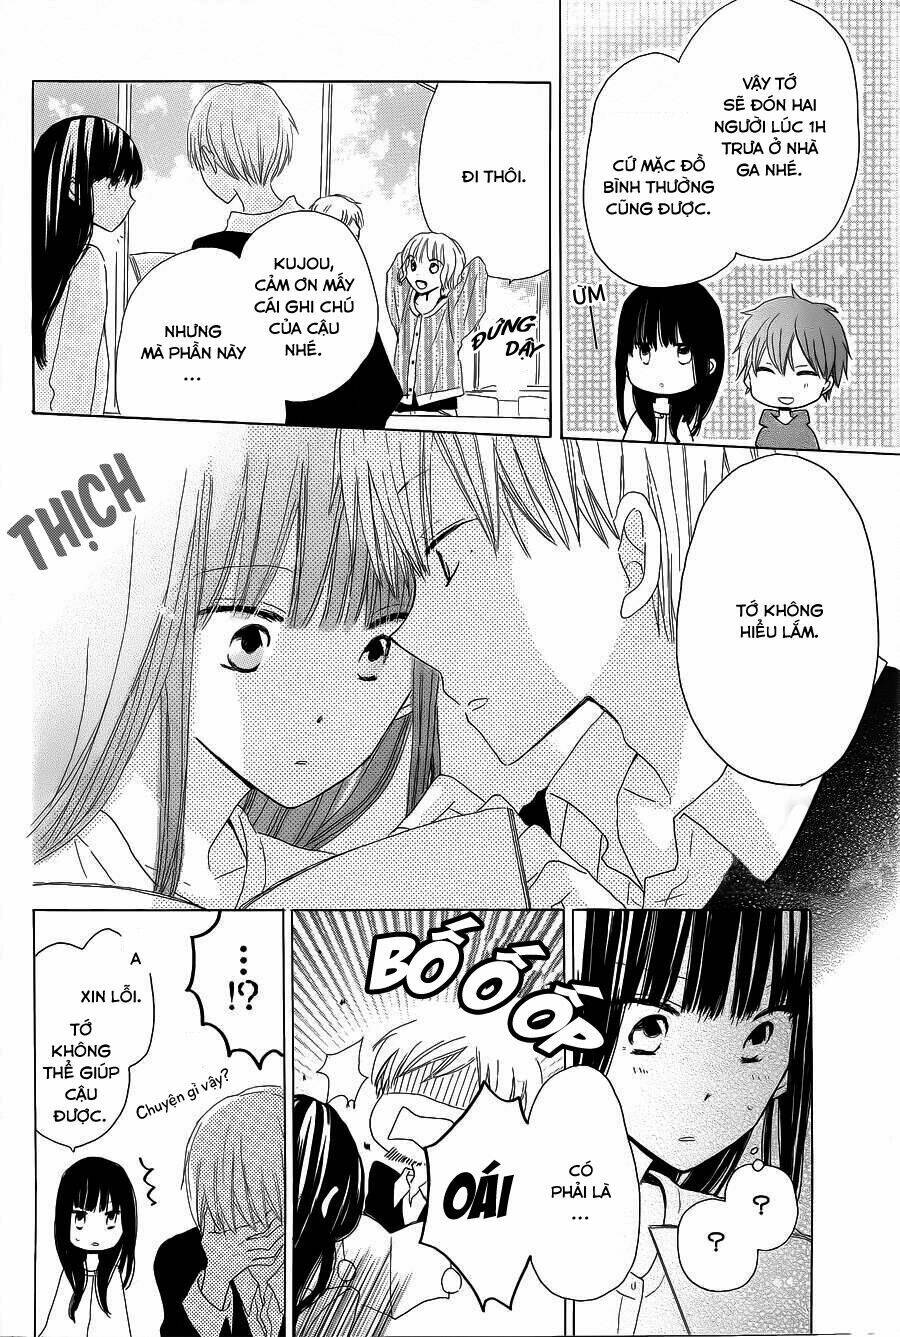 VẬY TỚ
SẼ ĐÓN HAI
NGƯỜI LÚC 1H
TRƯA Ở NHÀ
GA NHÉ.
CỨ MẶC ĐỒ
BÌNH THƯỜNG
CŨNG ĐƯỢC.
ỪM
ĐI THÔI.
ĐỨNG
DẬY
KUJOU,
CẢM ƠN MẤY
CÁI GHI CHÚ
CỦA CẬU
NHÉ.
NHƯNG
MÀ PHẦN NÀY
...
TỚ KHÔNG
HIỂU LẮM.
THỊCH
?
?
CÓ
PHẢI LÀ
...
BỐ Ố ỐP
OÁI
...
!?
Chuyện gì vậy?
A
XIN LỖI.
TỚ
KHÔNG
THỂ GIÚP
CẬU
ĐƯỢC.